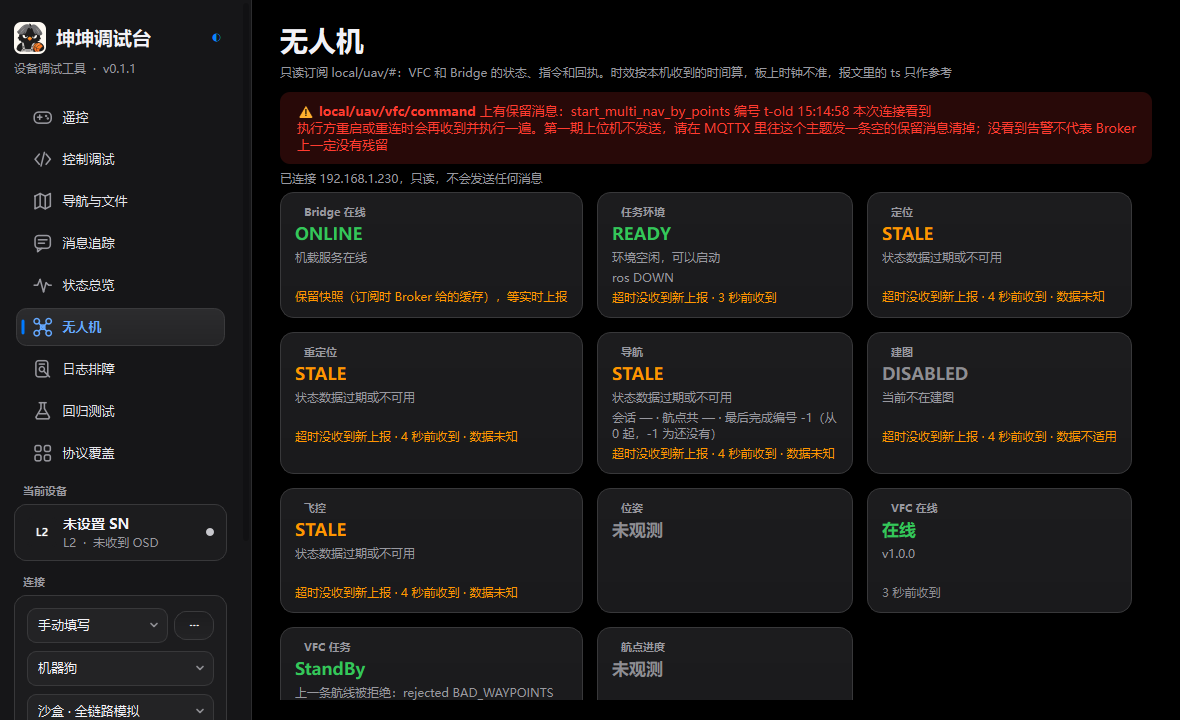 坤坤调试台
设备调试工具 · v0.1.1
遥控
控制调试
导航与文件
消息追踪
状态总览
无人机
日志排障
回归测试
协议覆盖
当前设备
L2
未设置 SN
L2 · 未收到 OSD
连接
手动填写
···
机器狗
沙盒 · 全链路模拟
无人机
只读订阅 local/uav/#：VFC 和 Bridge 的状态、指令和回执。时效按本机收到的时间算，板上时钟不准，报文里的 ts 只作参考
local/uav/vfc/command 上有保留消息：start_multi_nav_by_points 编号 t-old 15:14:58 本次连接看到
执行方重启或重连时会再收到并执行一遍。第一期上位机不发送，请在 MQTTX 里往这个主题发一条空的保留消息清掉；没看到告警不代表 Broker
上一定没有残留
已连接 192.168.1.230，只读，不会发送任何消息
Bridge 在线
ONLINE
机载服务在线
保留快照（订阅时 Broker 给的缓存），等实时上报
任务环境
READY
环境空闲，可以启动
ros DOWN
超时没收到新上报 · 3 秒前收到
定位
STALE
状态数据过期或不可用
超时没收到新上报 · 4 秒前收到 · 数据未知
重定位
STALE
状态数据过期或不可用
超时没收到新上报 · 4 秒前收到 · 数据未知
导航
STALE
状态数据过期或不可用
会话 — · 航点共 — · 最后完成编号 -1（从
0 起，-1 为还没有）
超时没收到新上报 · 4 秒前收到 · 数据未知
建图
DISABLED
当前不在建图
超时没收到新上报 · 4 秒前收到 · 数据不适用
飞控
STALE
状态数据过期或不可用
超时没收到新上报 · 4 秒前收到 · 数据未知
位姿
未观测
VFC 在线
在线
v1.0.0
3 秒前收到
VFC 任务
StandBy
上一条航线被拒绝：rejected BAD_WAYPOINTS
航点进度
未观测